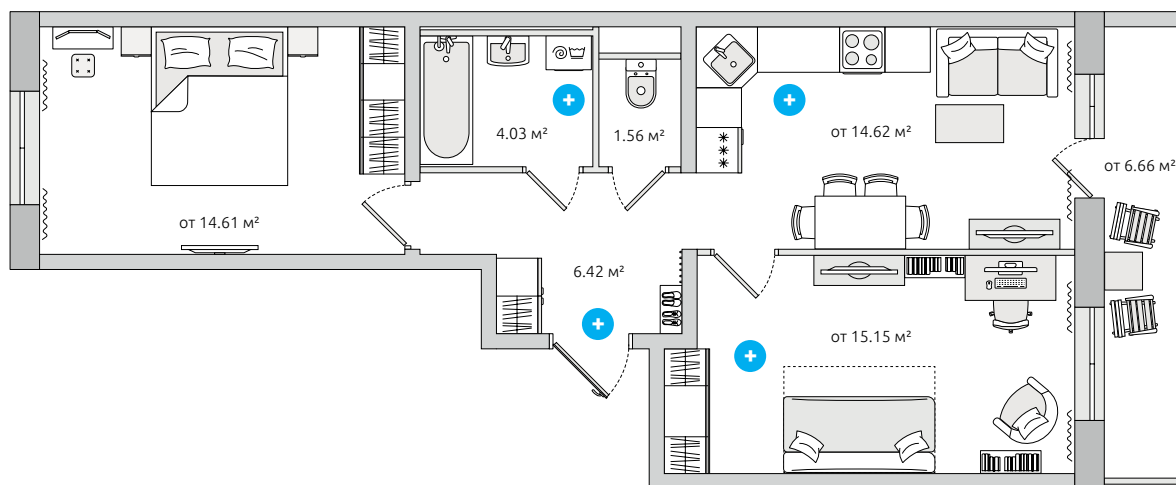 4.03 м²
1.56 м²
от 14.62 м²
от 6.66 м²
от 14.61 м²
6.42 м²
от 15.15 м²